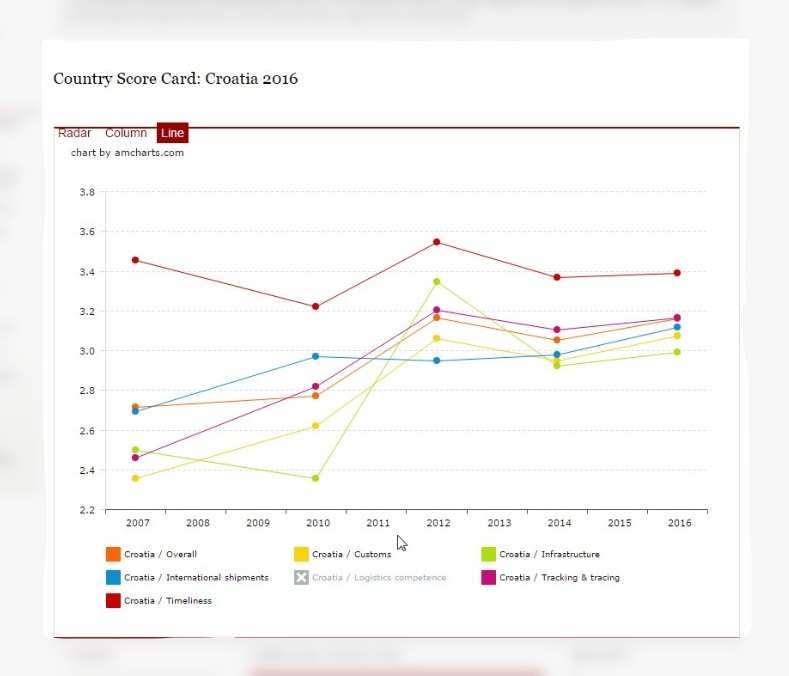 Country Score Card: Croatia 2016
Radar Column Line
chart by amcharts.com
3.8
3.6
3.4
3.2
3.0
2.8
2.6
2.4
2.2
2007 2008 2009 2010 2011 2012 2013 2014 2015 2016
Croatia / Overall Croatia / Customs Croatia / Infrastructure
Croatia / International shipments Croatia / Logistics competence Croatia / Tracking & tracing
Croatia / Timeliness